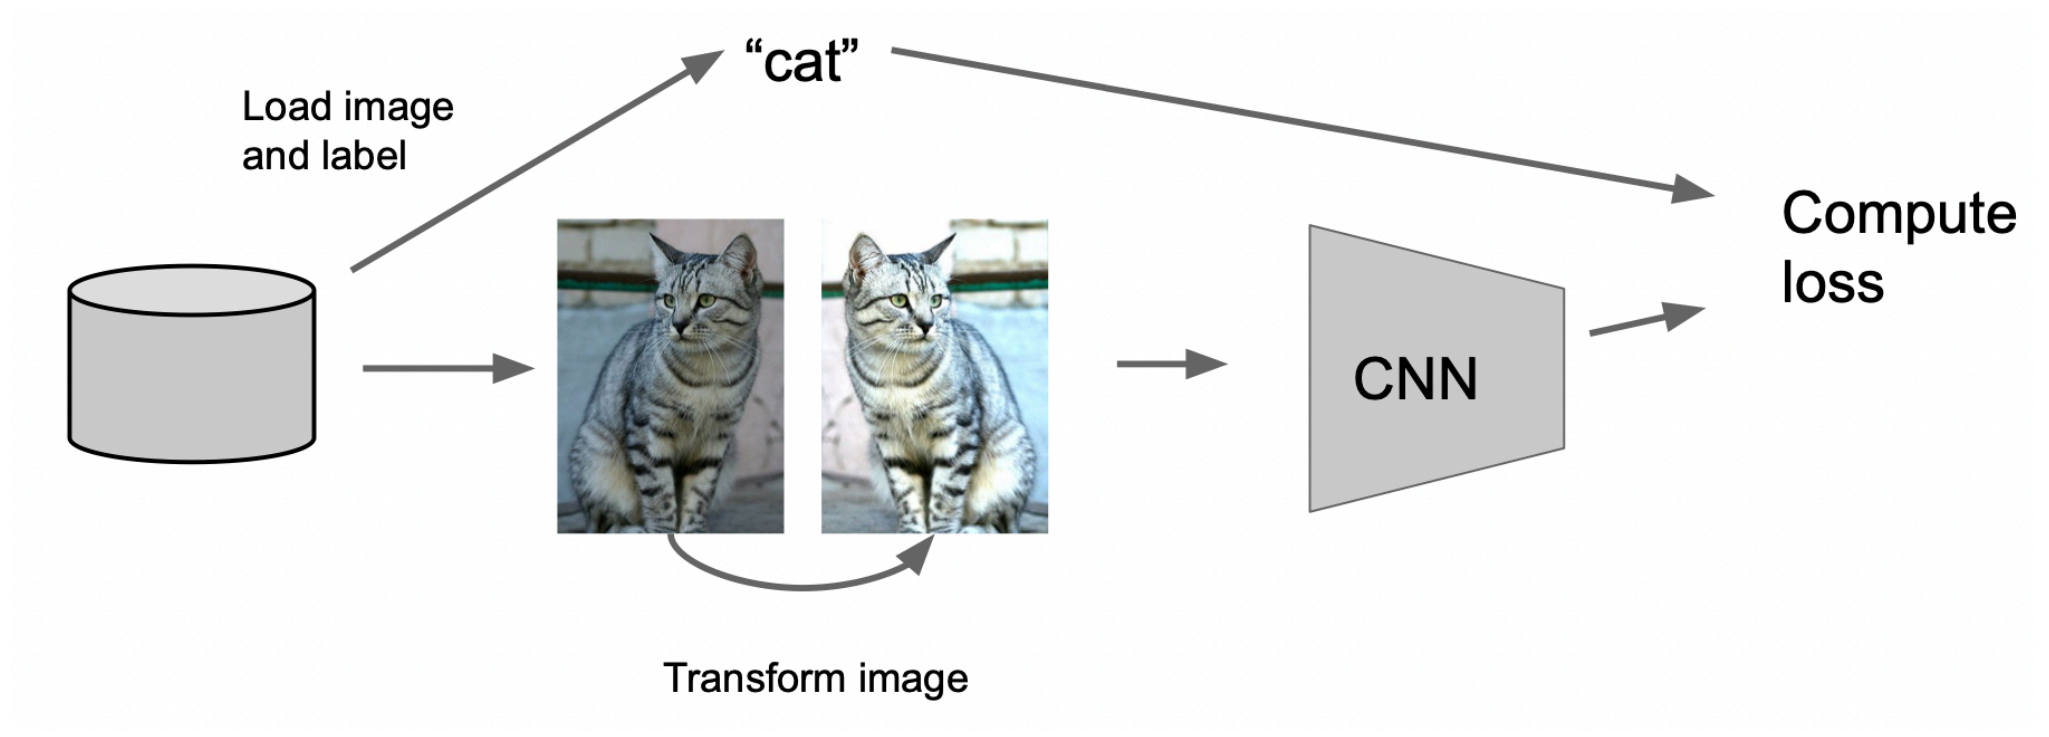 “cat”
Load image
and label
Compute
loss
CNN
Transform image